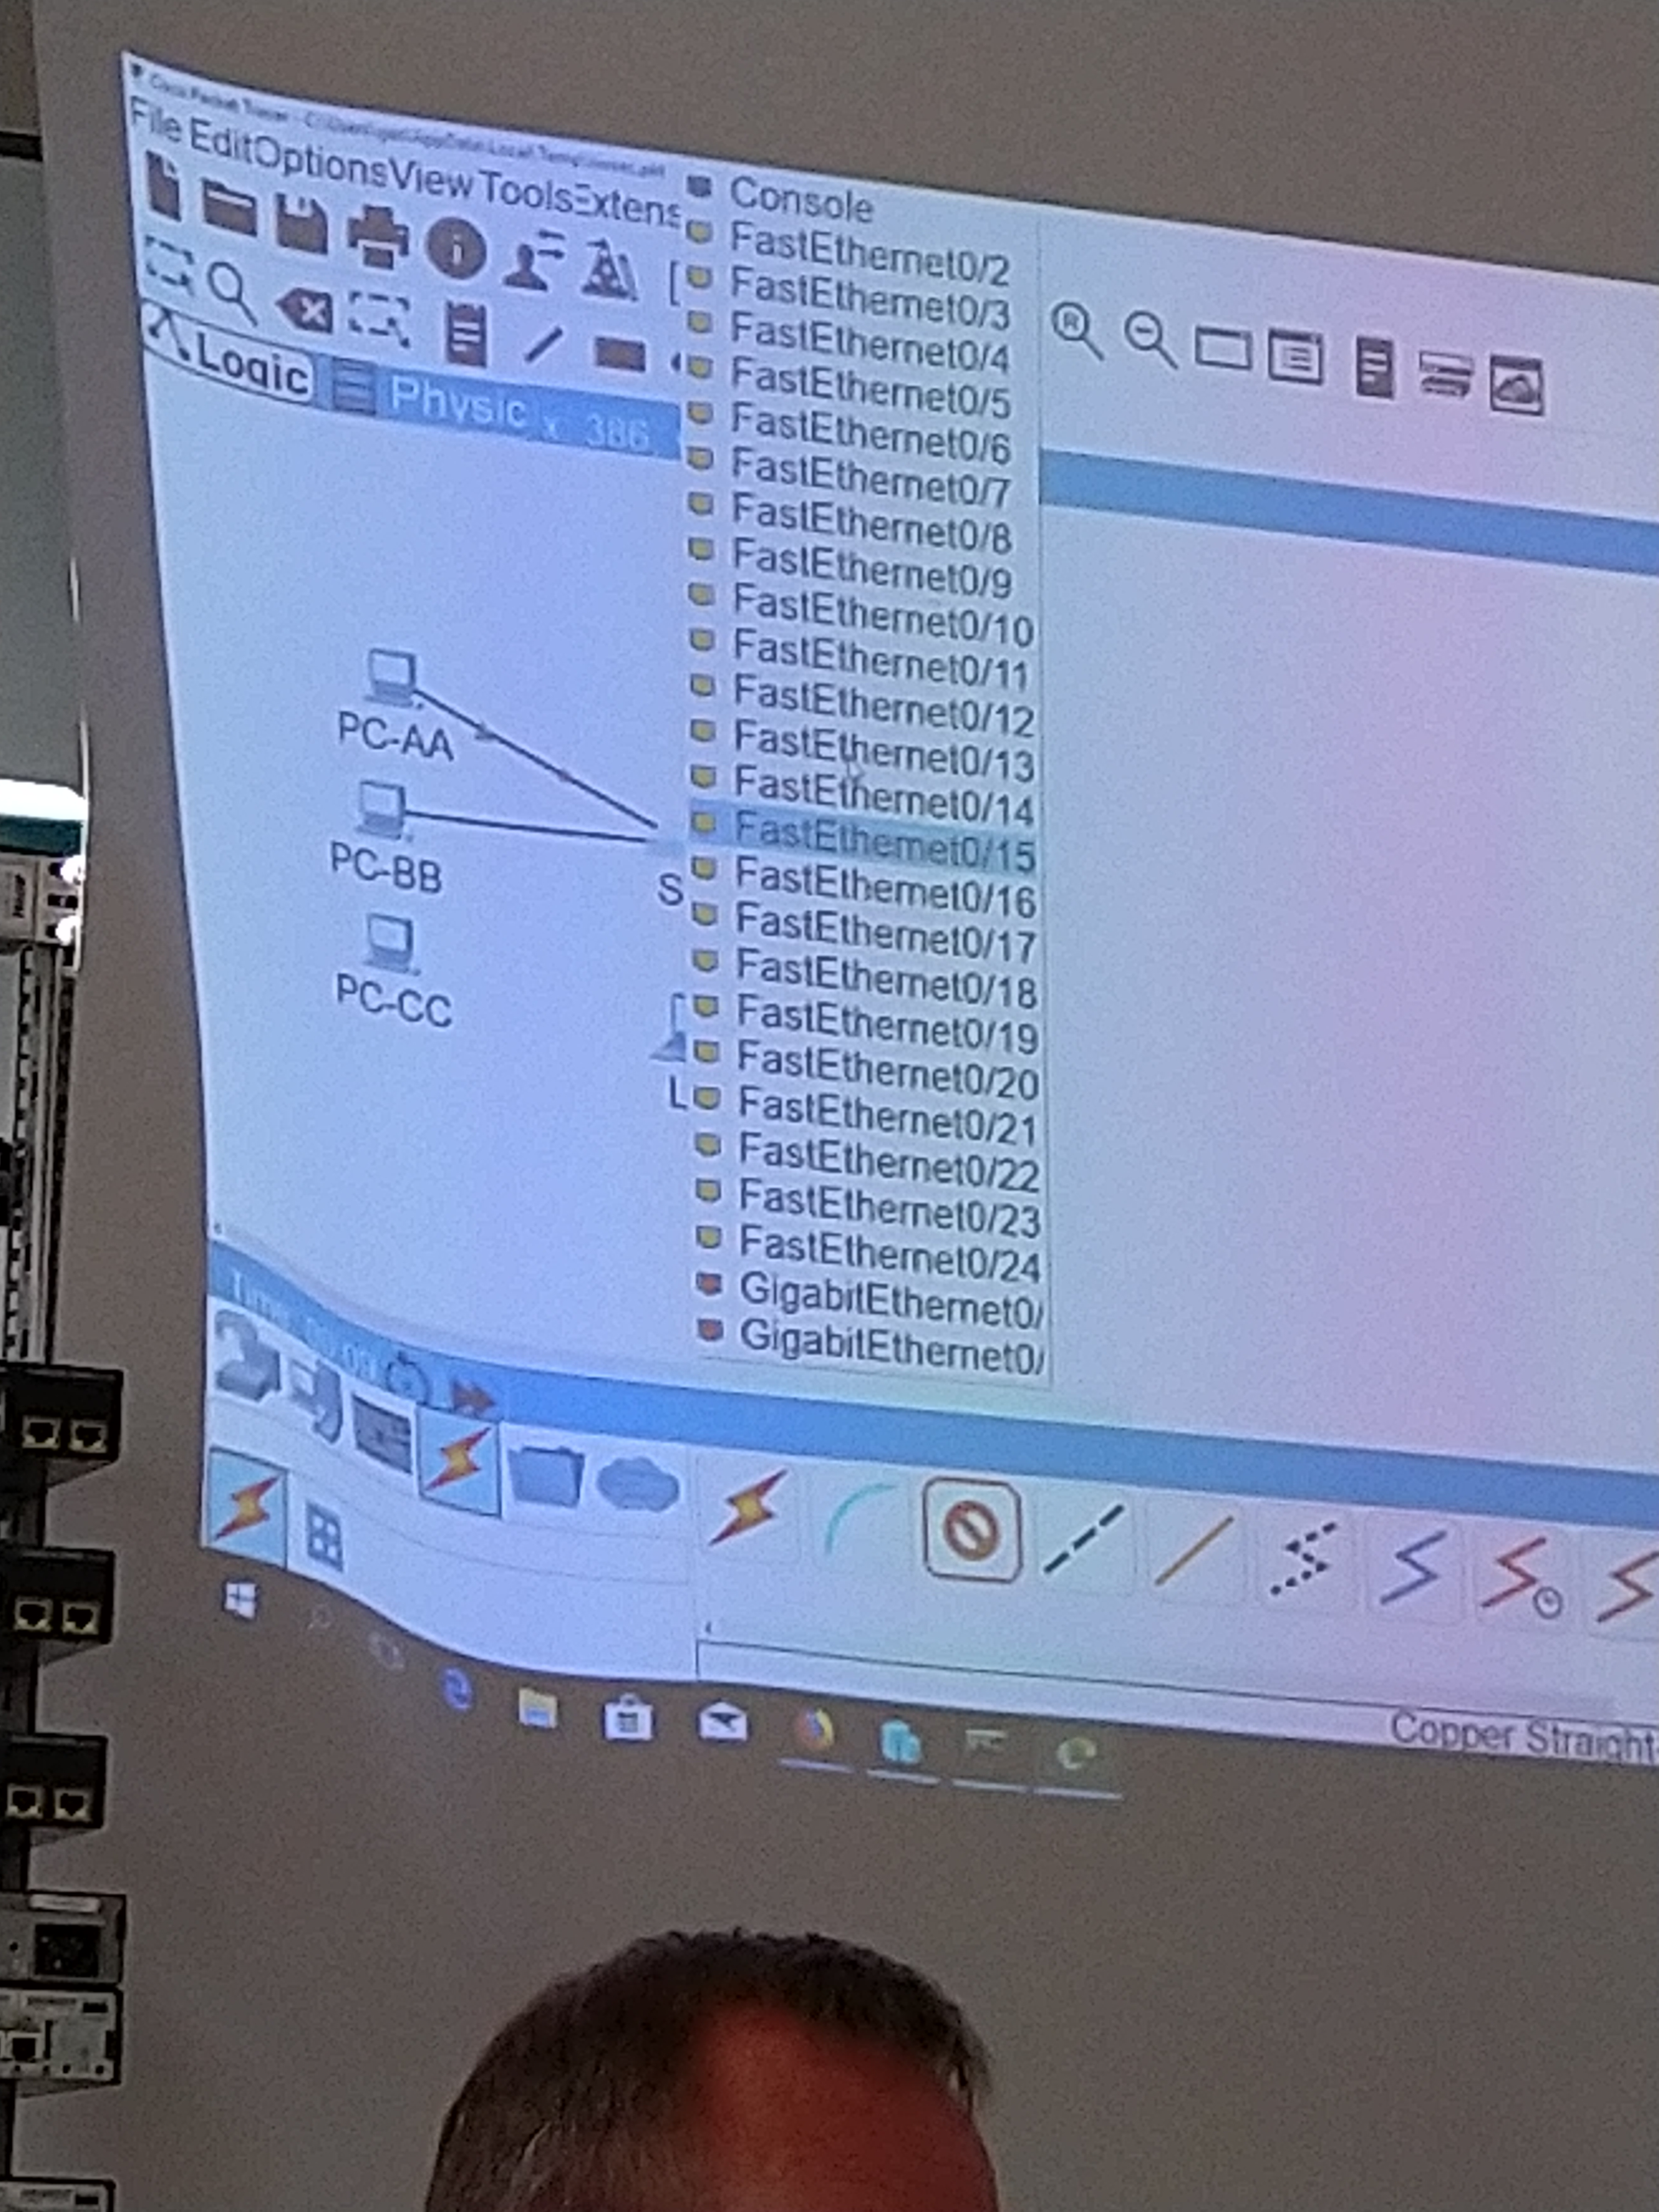 File Edit Options View Tools Extens
Logic Physic x 386
Console
FastEthernet0/2
FastEthernet0/3
FastEthernet0/4
FastEthernet0/5
FastEthernet0/6
FastEthernet0/7
FastEthernet0/8
FastEthernet0/9
FastEthernet0/10
FastEthernet0/11
FastEthernet0/12
FastEthernet0/13
FastEthernet0/14
FastEthernet0/15
FastEthernet0/16
FastEthernet0/17
FastEthernet0/18
FastEthernet0/19
FastEthernet0/20
FastEthernet0/21
FastEthernet0/22
FastEthernet0/23
FastEthernet0/24
GigabitEthernet0/
GigabitEthernet0/
PC-AA
PC-BB
S
PC-CC
L
Copper Straight-